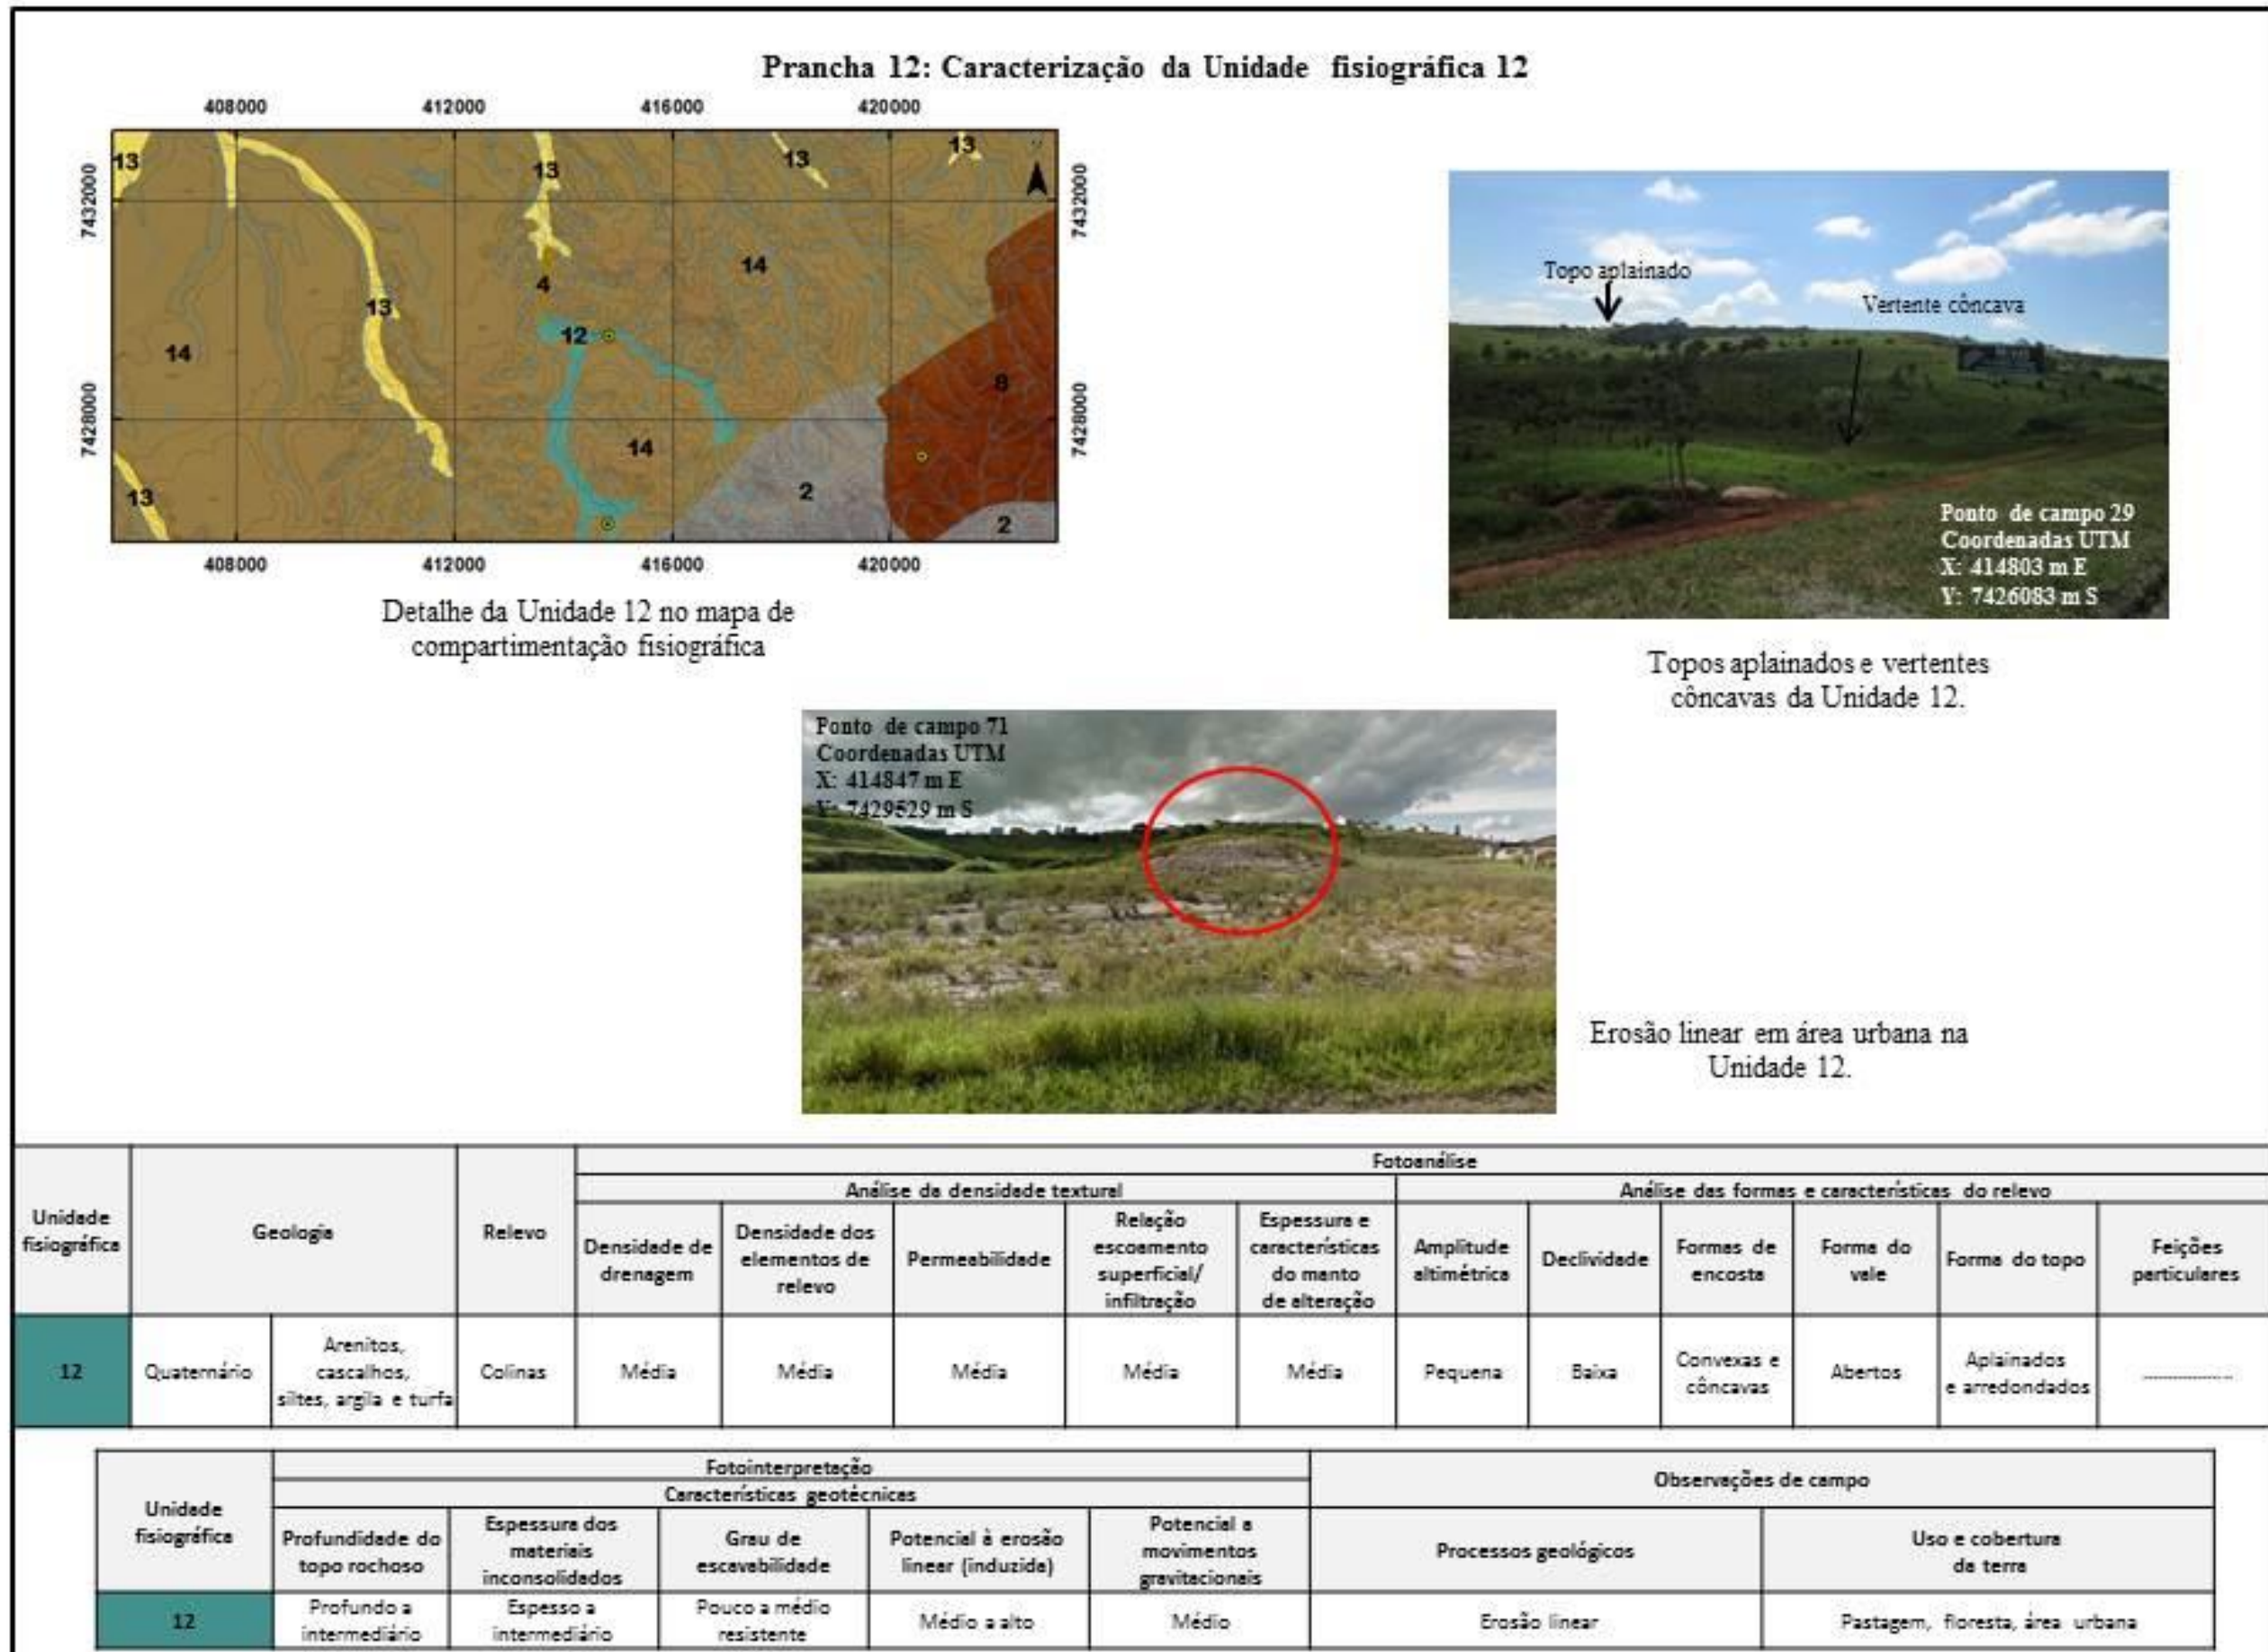 Prancha 12: Caracterização da Unidade fisiográfica 12
408000 412000 416000 420000
13 13 13 13
7432000 7432000
14
4
13
12
14
8
7428000 7428000
14
2
13
2
408000 412000 416000 420000
Detalhe da Unidade 12 no mapa de
compartimentação fisiográfica
Topo aplainado
Vertente côncava
Ponto de campo 29
Coordenadas UTM
X: 414803 m E
Y: 7426083 m S
Topos aplainados e vertentes
côncavas da Unidade 12.
Ponto de campo 71
Coordenadas UTM
X: 414847 m E
Y: 7429529 m S
Erosão linear em área urbana na
Unidade 12.
Unidade
fisiográfica
Geologia
Relevo
Fotoanálise
Análise da densidade textural
Análise das formas e características do relevo
Densidade de
drenagem
Densidade dos
elementos de
relevo
Permeabilidade
Relação
escoamento
superficial/
infiltração
Espessura e
características
do manto
de alteração
Amplitude
altimétrica
Declividade
Formas de
encosta
Forma do
vale
Forma do topo
Feições
particulares
12
Quaternário
Arenitos,
cascalhos,
siltes, argila e turfa
Colinas
Média
Média
Média
Média
Média
Pequena
Baixa
Convexas e
côncavas
Abertos
Aplainados
e arredondados
------------------
Unidade
fisiográfica
Fotointerpretação
Características geotécnicas
Observações de campo
Profundidade do
topo rochoso
Espessura dos
materiais
inconsolidados
Grau de
escavabilidade
Potencial à erosão
linear (induzida)
Potencial a
movimentos
gravitacionais
Processos geológicos
Uso e cobertura
da terra
12
Profundo a
intermediário
Espesso a
intermediário
Pouco a médio
resistente
Médio a alto
Médio
Erosão linear
Pastagem, floresta, área urbana